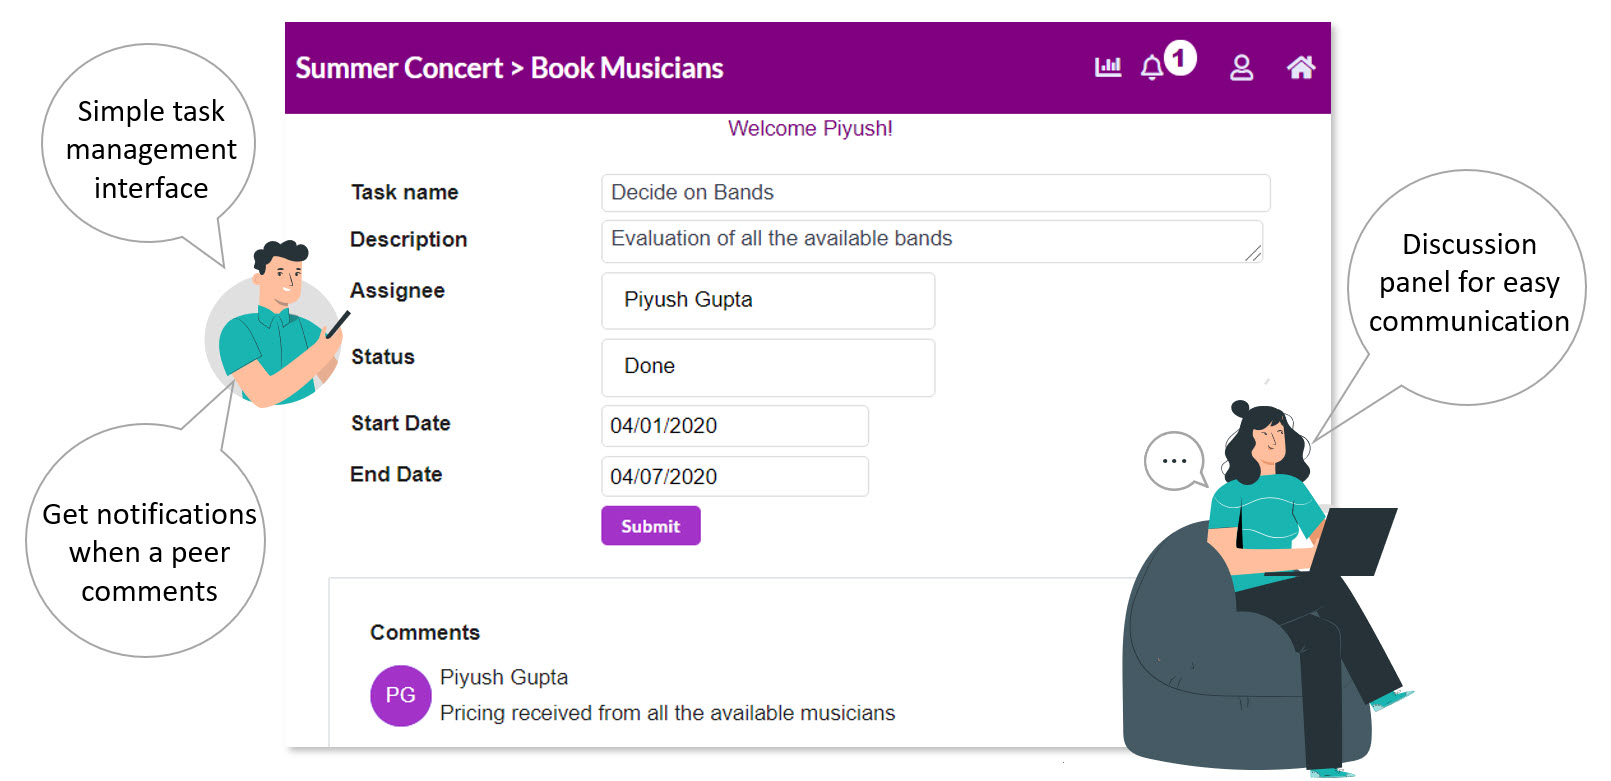 Summer Concert > Book Musicians
1
Welcome Piyush!
Simple task
management
interface
Task name
Decide on Bands
Description
Evaluation of all the available bands
Assignee
Piyush Gupta
Status
Done
Start Date
04/01/2020
End Date
04/07/2020
Submit
Discussion
panel for easy
communication
...
Get notifications
when a peer
comments
Comments
PG
Piyush Gupta
Pricing received from all the available musicians